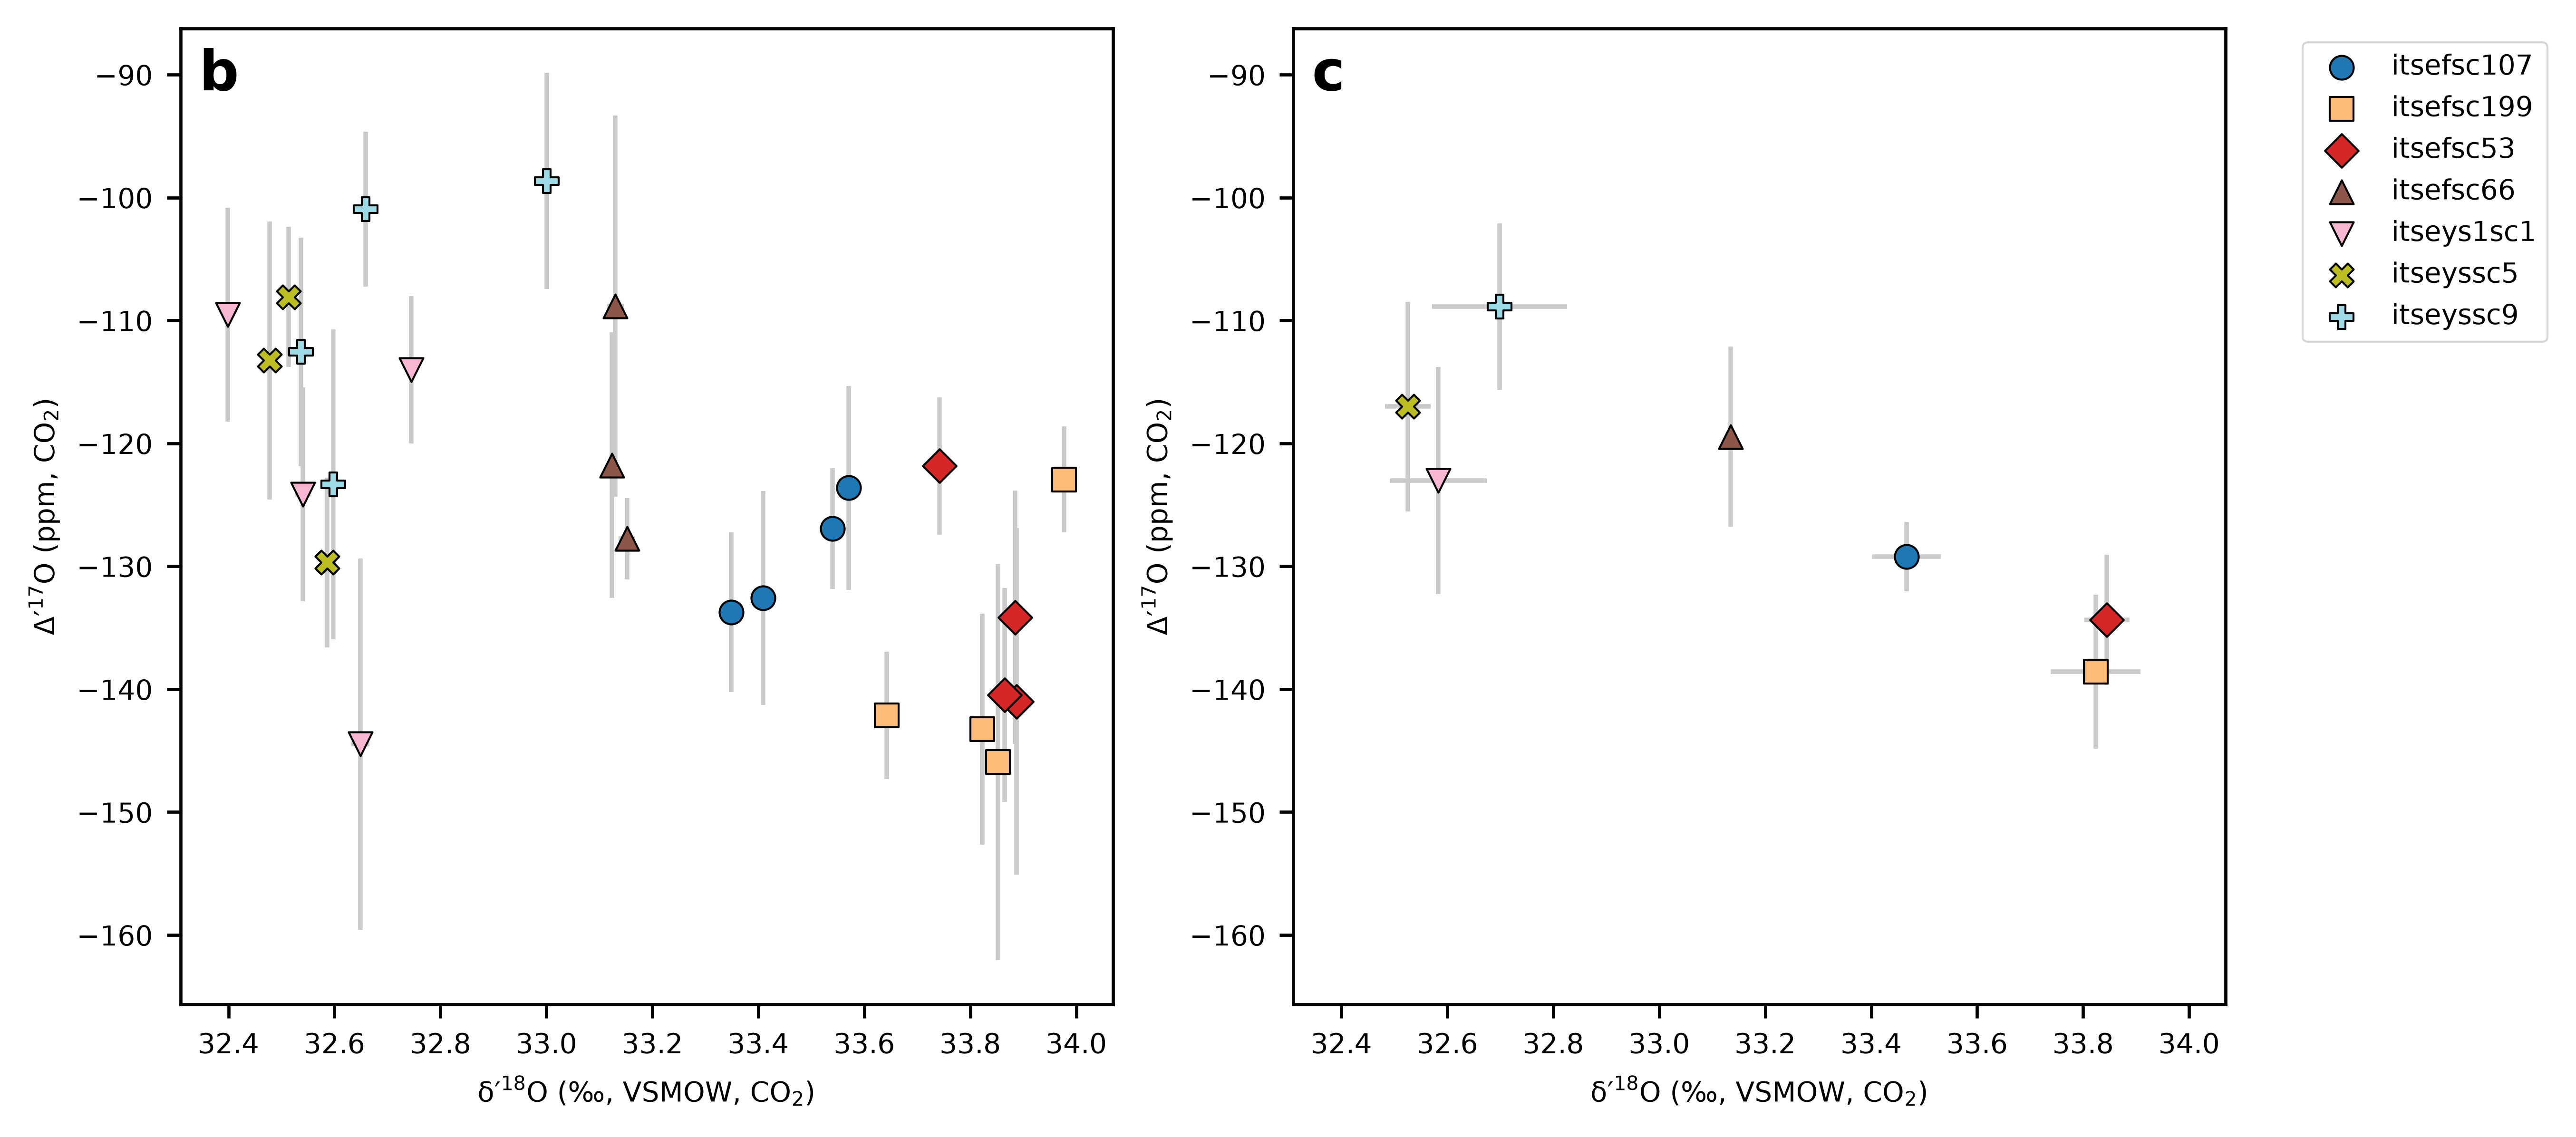 b
−90
−100
−110
−120
−130
−140
−150
−160
Δ′¹⁷O (ppm, CO₂)
32.4 32.6 32.8 33.0 33.2 33.4 33.6 33.8 34.0
δ′¹⁸O (‰, VSMOW, CO₂)
c
−90
−100
−110
−120
−130
−140
−150
−160
Δ′¹⁷O (ppm, CO₂)
32.4 32.6 32.8 33.0 33.2 33.4 33.6 33.8 34.0
δ′¹⁸O (‰, VSMOW, CO₂)
itsefsc107
itsefsc199
itsefsc53
itsefsc66
itseys1sc1
itseyssc5
itseyssc9